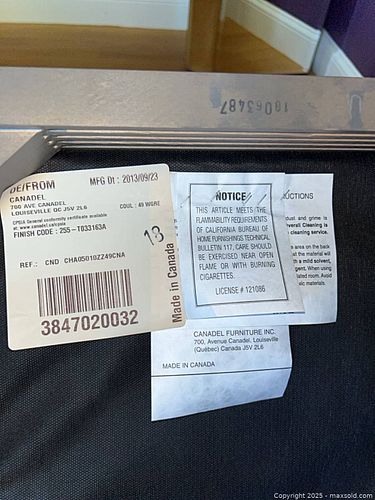 18063487
DE/FROM
MFG Dt : 2013/09/23
CANADEL
700 AVE CANADEL
LOUISEVILLE QC J5V 2L6
COUL : 49 WGRE
CPSIA General conformity certificate available
at: www.canadel.ca/cpsia
FINISH CODE : 255-T033163A
13
REF.: CND CHA05019ZZ49CNA
Made in Canada
3847020032
NOTICE
THIS ARTICLE MEETS THE
FLAMMABILITY REQUIREMENTS
OF CALIFORNIA BUREAU OF
HOME FURNISHINGS TECHNICAL
BULLETIN 117. CARE SHOULD
BE EXERCISED NEAR OPEN
FLAME OR WITH BURNING
CIGARETTES.
LICENSE # 121086
UCTIONS
dust and grime is
verall Cleaning is
cleaning service.
area on the back
at the material will
a mild solvent,
gent. When using
lated room. Avoid
sic materials.
CANADEL FURNITURE INC.
700, Avenue Canadel, Louiseville
(Québec) Canada J5V 2L6
MADE IN CANADA
Copyright © 2025 - maxsold.com